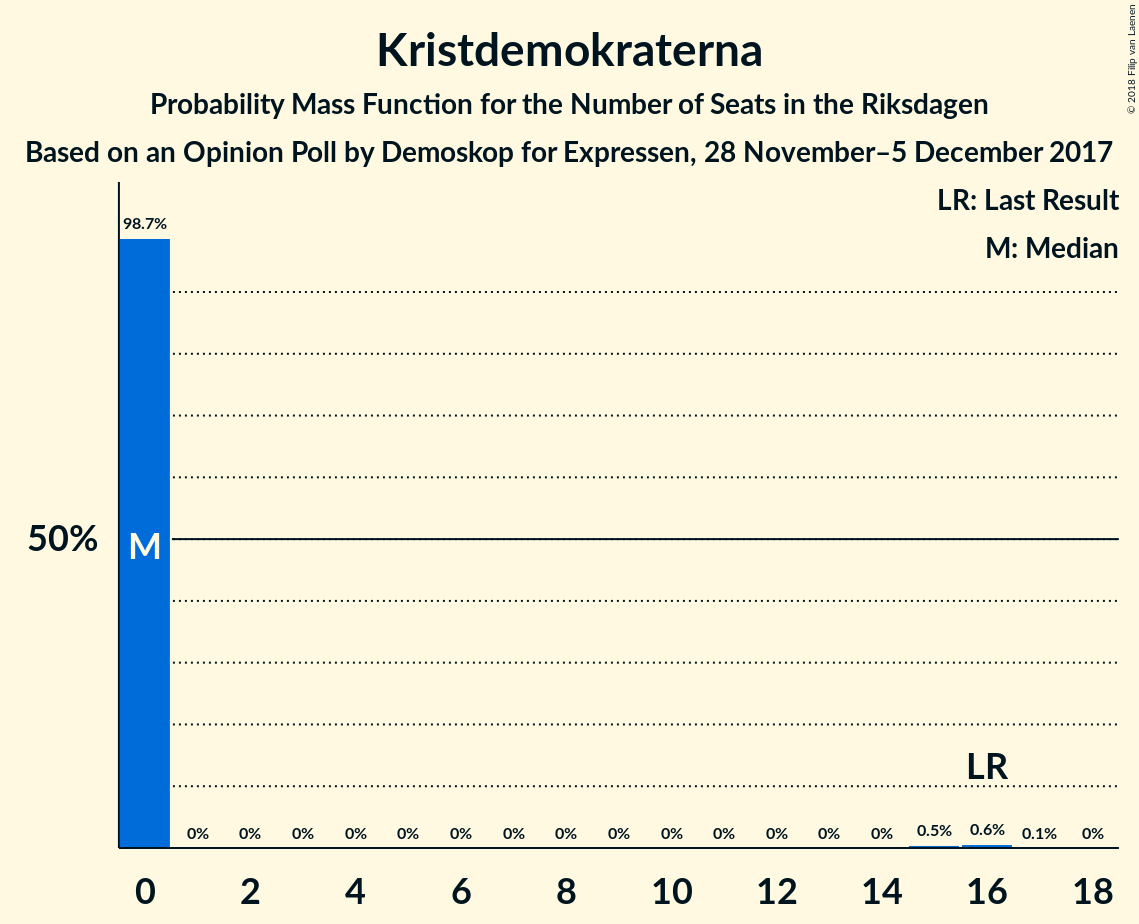 Kristdemokraterna
Probability Mass Function for the Number of Seats in the Riksdagen
Based on an Opinion Poll by Demoskop for Expressen, 28 November–5 December 2017
© 2018 Filip van Laenen
LR: Last Result
M: Median
98.7%
50%
M
LR
0% 0% 0% 0% 0% 0% 0% 0% 0% 0% 0% 0% 0% 0% 0.5% 0.6% 0.1% 0%
0 2 4 6 8 10 12 14 16 18